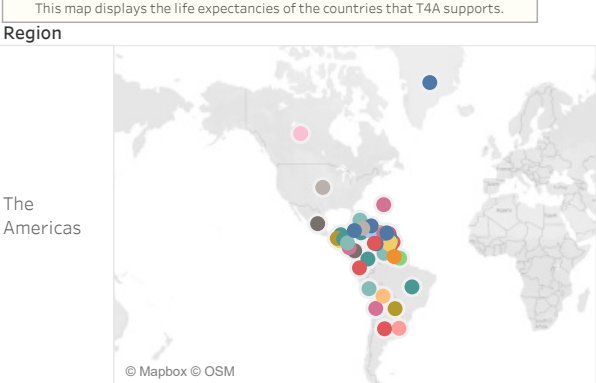 This map displays the life expectancies of the countries that T4A supports.
Region
The
Americas
© Mapbox © OSM